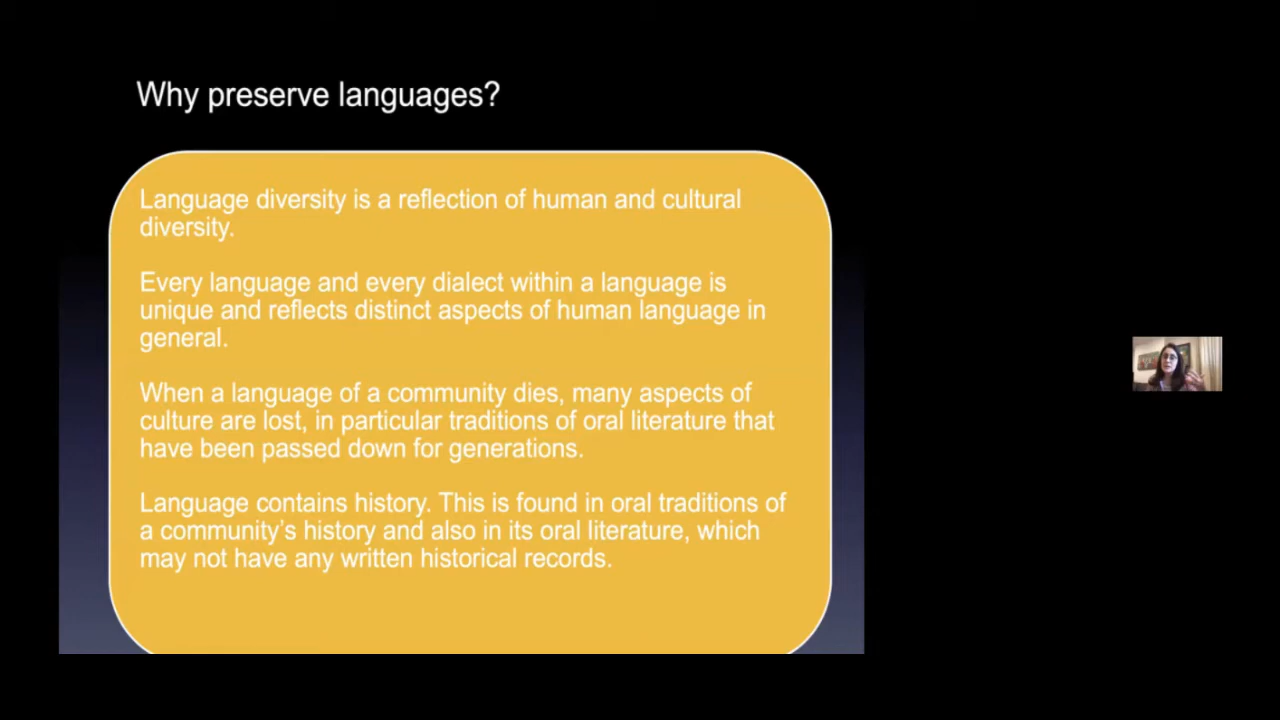 Why preserve languages?
Language diversity is a reflection of human and cultural
diversity.
Every language and every dialect within a language is
unique and reflects distinct aspects of human language in
general.
When a language of a community dies, many aspects of
culture are lost, in particular traditions of oral literature that
have been passed down for generations.
Language contains history. This is found in oral traditions of
a community’s history and also in its oral literature, which
may not have any written historical records.